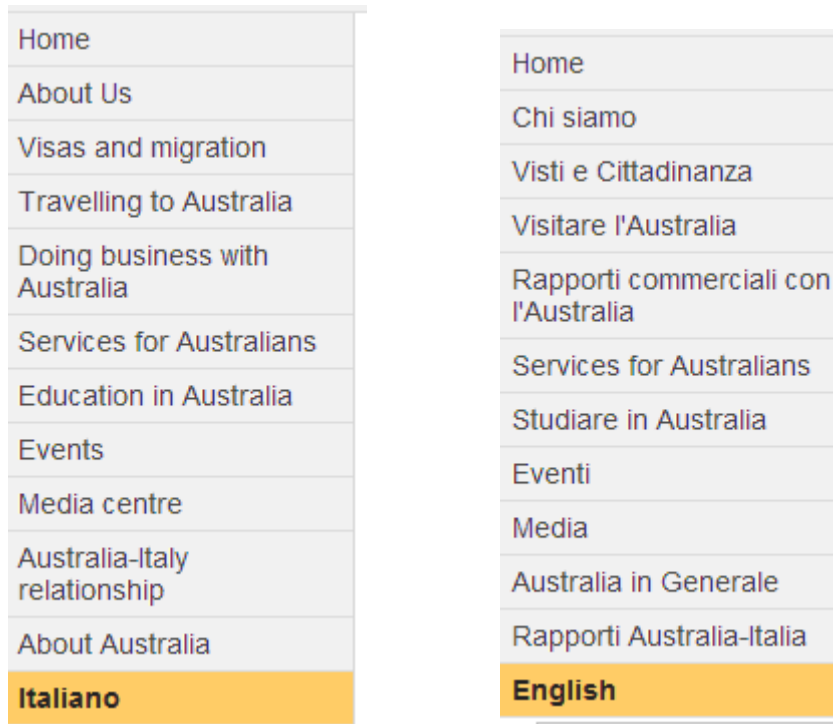 Home
About Us
Visas and migration
Travelling to Australia
Doing business with
Australia
Services for Australians
Education in Australia
Events
Media centre
Australia-Italy
relationship
About Australia
Italiano
Home
Chi siamo
Visti e Cittadinanza
Visitare l'Australia
Rapporti commerciali con
l'Australia
Services for Australians
Studiare in Australia
Eventi
Media
Australia in Generale
Rapporti Australia-Italia
English